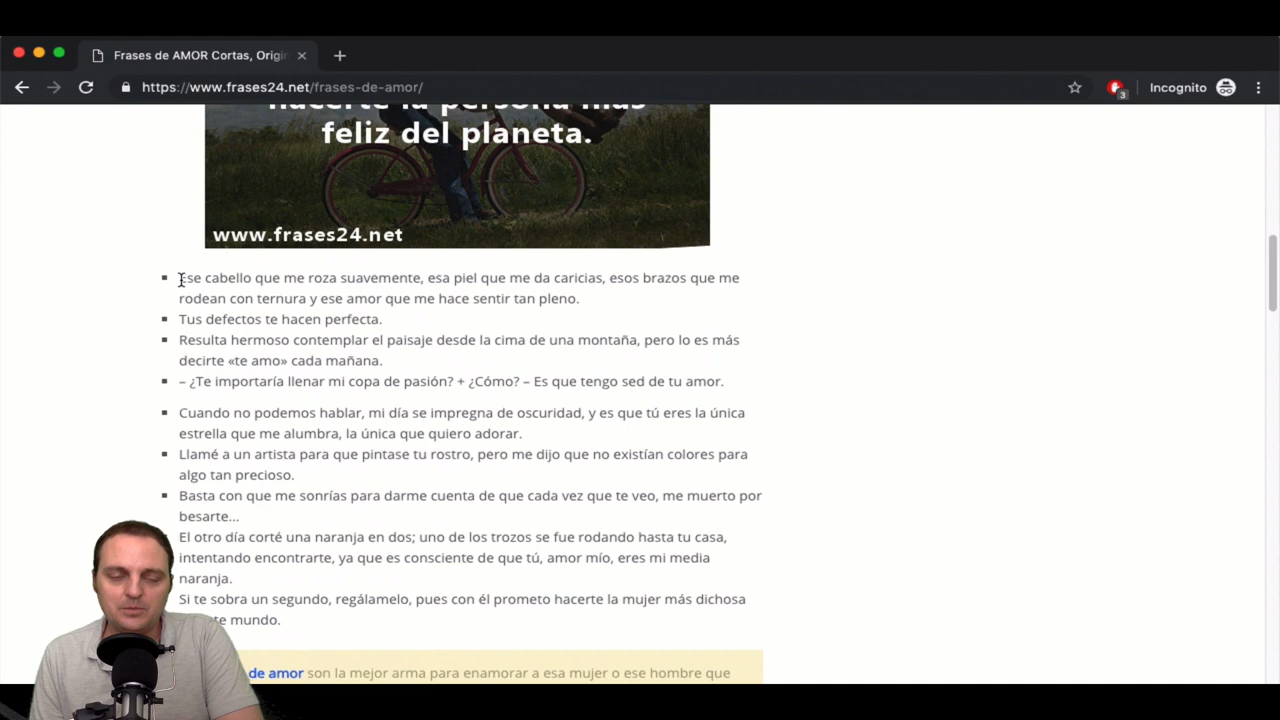 Frases de AMOR Cortas, Origin
https://www.frases24.net/frases-de-amor/
3
Incognito
hacerte la persona más
feliz del planeta.
www.frases24.net
Ese cabello que me roza suavemente, esa piel que me da caricias, esos brazos que me
rodean con ternura y ese amor que me hace sentir tan pleno.
Tus defectos te hacen perfecta.
Resulta hermoso contemplar el paisaje desde la cima de una montaña, pero lo es más
decirte «te amo» cada mañana.
– ¿Te importaría llenar mi copa de pasión? + ¿Cómo? – Es que tengo sed de tu amor.
Cuando no podemos hablar, mi día se impregna de oscuridad, y es que tú eres la única
estrella que me alumbra, la única que quiero adorar.
Llamé a un artista para que pintase tu rostro, pero me dijo que no existían colores para
algo tan precioso.
Basta con que me sonrías para darme cuenta de que cada vez que te veo, me muerto por
besarte...
El otro día corté una naranja en dos; uno de los trozos se fue rodando hasta tu casa,
intentando encontrarte, ya que es consciente de que tú, amor mío, eres mi media
naranja.
Si te sobra un segundo, regálamelo, pues con él prometo hacerte la mujer más dichosa
te mundo.
de amor son la mejor arma para enamorar a esa mujer o ese hombre que